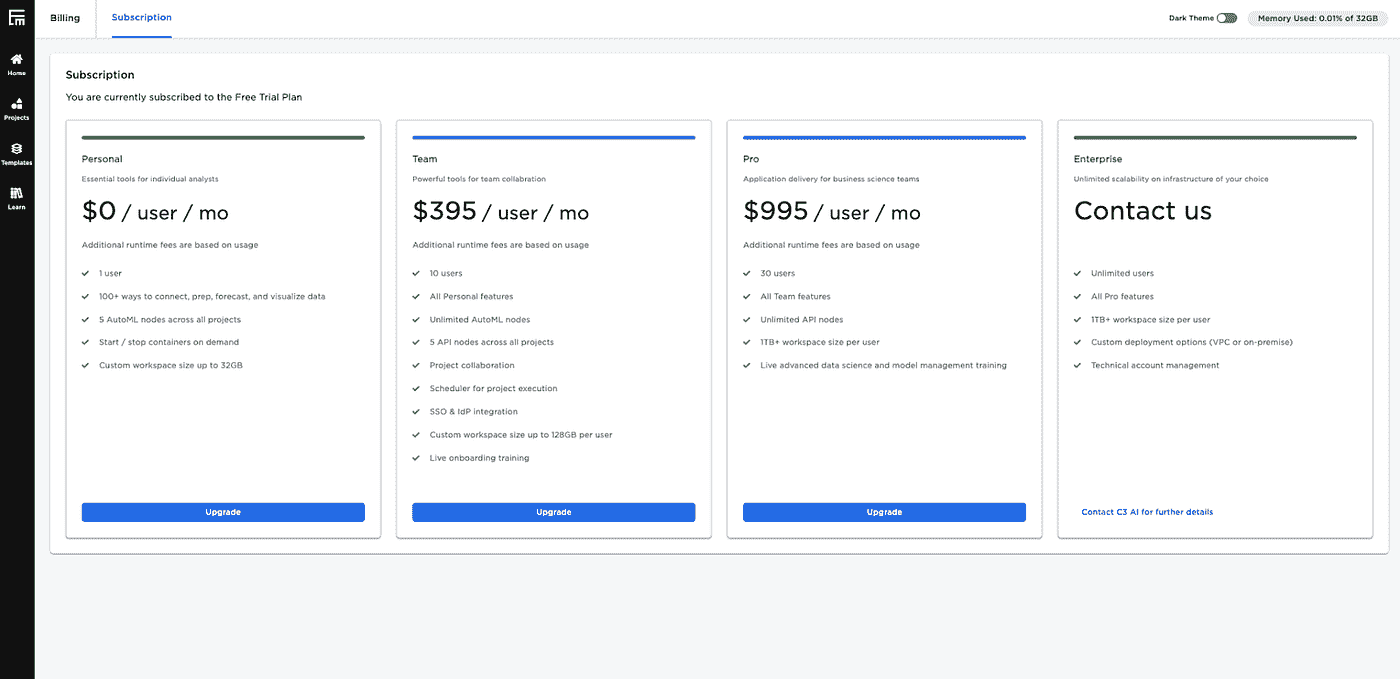 Billing
Subscription
Dark Theme
Memory Used: 0.01% of 32GB
Home
Projects
Templates
Learn
Subscription
You are currently subscribed to the Free Trial Plan
Personal
Essential tools for individual analysts
$0 / user / mo
Additional runtime fees are based on usage
1 user
100+ ways to connect, prep, forecast, and visualize data
5 AutoML nodes across all projects
Start / stop containers on demand
Custom workspace size up to 32GB
Upgrade
Team
Powerful tools for team collabration
$395 / user / mo
Additional runtime fees are based on usage
10 users
All Personal features
Unlimited AutoML nodes
5 API nodes across all projects
Project collaboration
Scheduler for project execution
SSO & IdP integration
Custom workspace size up to 128GB per user
Live onboarding training
Upgrade
Pro
Application delivery for business science teams
$995 / user / mo
Additional runtime fees are based on usage
30 users
All Team features
Unlimited API nodes
1TB+ workspace size per user
Live advanced data science and model management training
Upgrade
Enterprise
Unlimited scalability on infrastructure of your choice
Contact us
Unlimited users
All Pro features
1TB+ workspace size per user
Custom deployment options (VPC or on-premise)
Technical account management
Contact C3 AI for further details